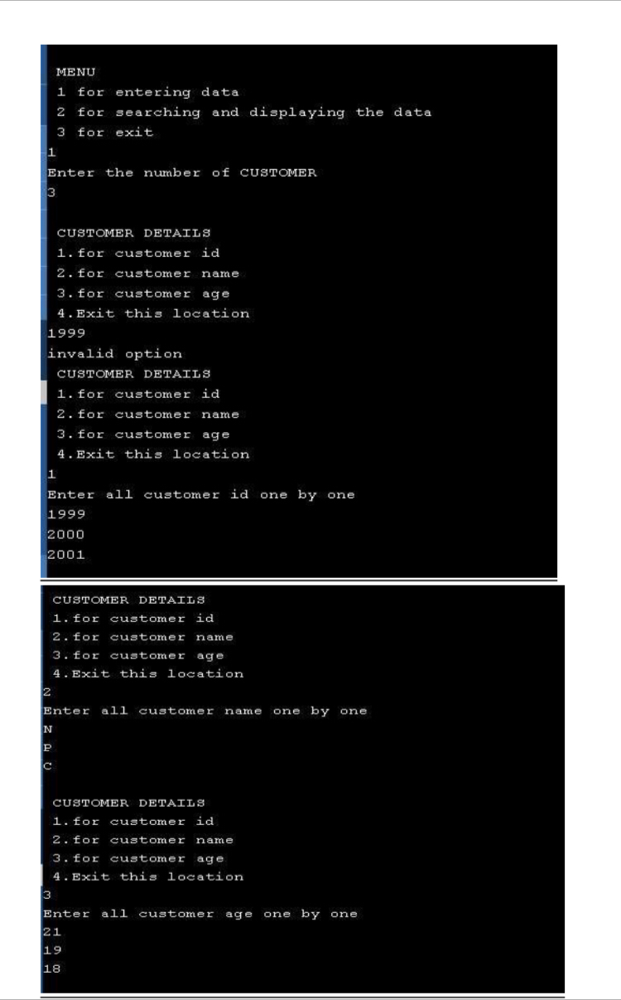 MENU
1 for entering data
2 for searching and displaying the data
3 for exit
1
Enter the number of CUSTOMER
3
CUSTOMER DETAILS
1.for customer id
2.for customer name
3.for customer age
4.Exit this location
1999
invalid option
CUSTOMER DETAILS
1.for customer id
2.for customer name
3.for customer age
4.Exit this location
1
Enter all customer id one by one
1999
2000
2001
CUSTOMER DETAILS
1.for customer id
2.for customer name
3.for customer age
4.Exit this location
2
Enter all customer name one by one
N
P
C
CUSTOMER DETAILS
1.for customer id
2.for customer name
3.for customer age
4.Exit this location
3
Enter all customer age one by one
21
19
18